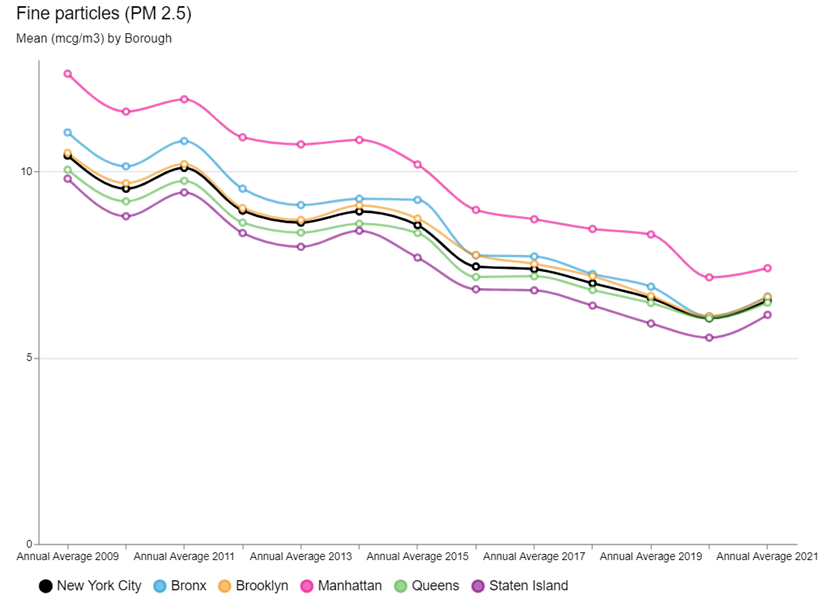 Fine particles (PM 2.5)
Mean (mcg/m3) by Borough
10
5
0
Annual Average 2009 Annual Average 2011 Annual Average 2013 Annual Average 2015 Annual Average 2017 Annual Average 2019 Annual Average 2021
New York City Bronx Brooklyn Manhattan Queens Staten Island